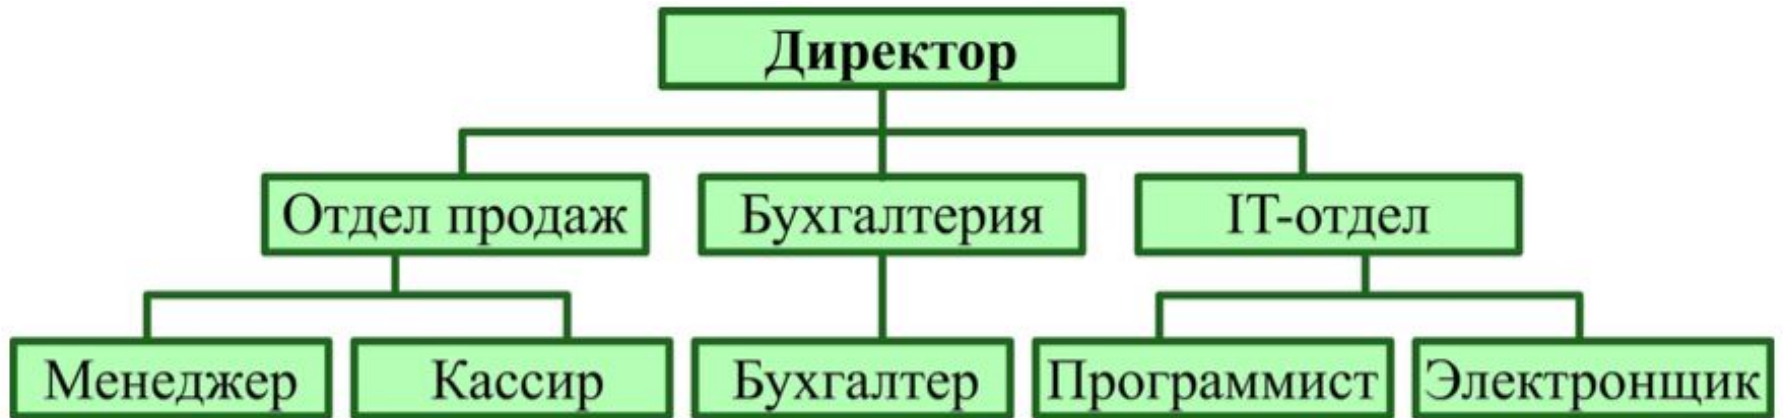 Директор
Отдел продаж
Бухгалтерия
IT-отдел
Менеджер
Кассир
Бухгалтер
Программист
Электронщик